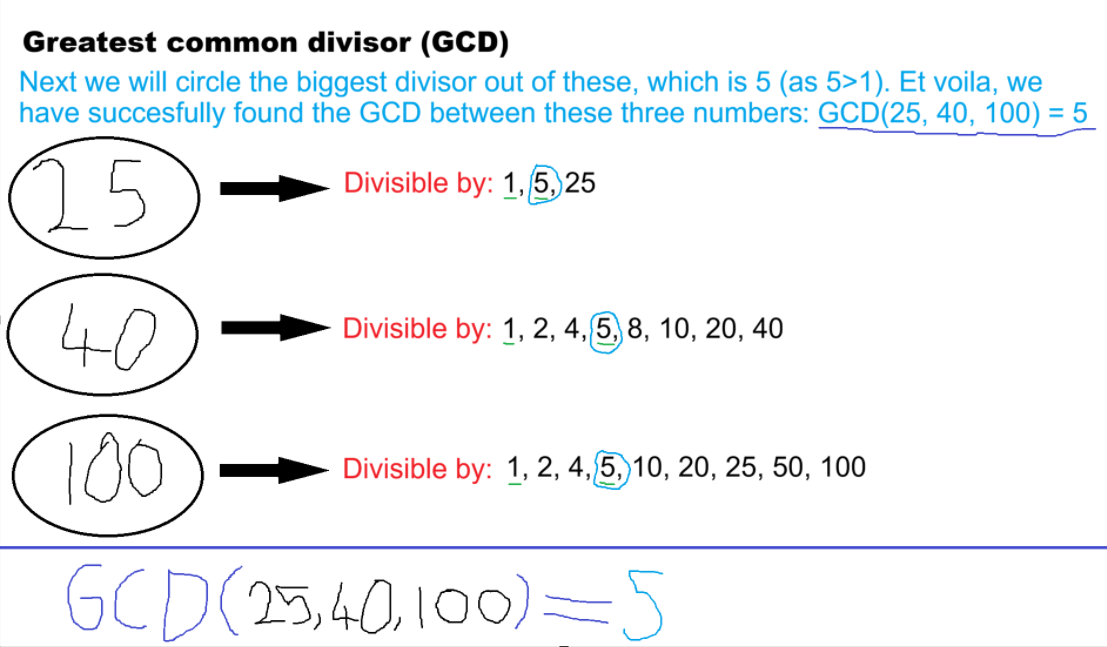 Greatest common divisor (GCD)
Next we will circle the biggest divisor out of these, which is 5 (as 5>1). Et voila, we
have succesfully found the GCD between these three numbers: GCD(25, 40, 100) = 5
25
Divisible by: 1, 5, 25
40
Divisible by: 1, 2, 4, 5, 8, 10, 20, 40
100
Divisible by: 1, 2, 4, 5, 10, 20, 25, 50, 100
GCD(25,40,100)=5